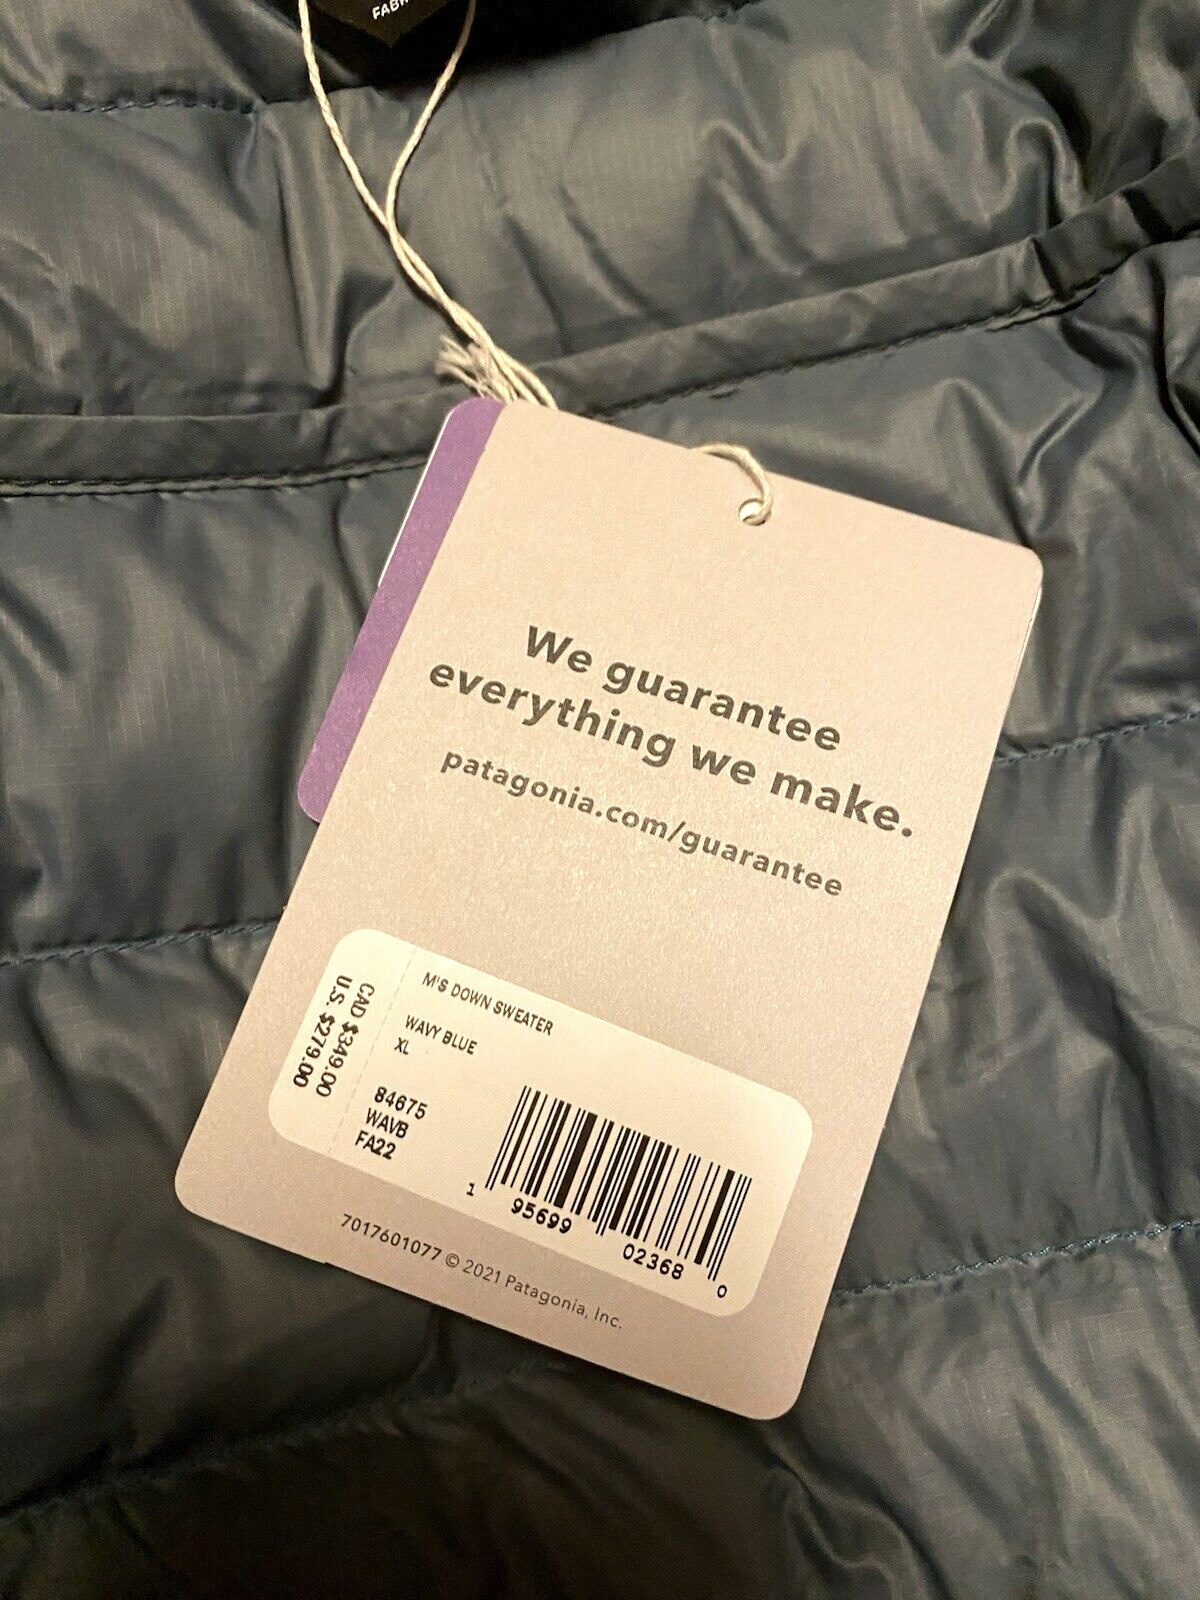 FABR
We guarantee
everything we make.
patagonia.com/guarantee
CAD $349.00
U.S. $279.00
M'S DOWN SWEATER
WAVY BLUE
XL
84675
WAVB
FA22
1 95699 02368 0
7017601077 © 2021 Patagonia, Inc.